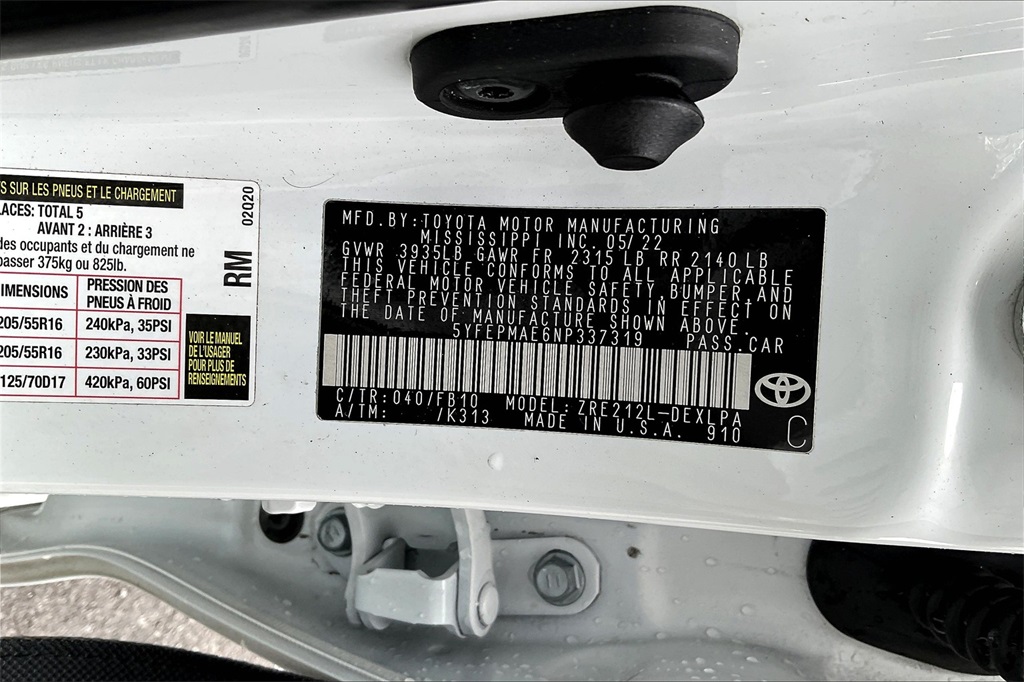 S SUR LES PNEUS ET LE CHARGEMENT
LACES: TOTAL 5
AVANT 2 : ARRIÈRE 3
des occupants et du chargement ne
passer 375kg ou 825lb.
IMENSIONS PRESSION DES PNEUS À FROID
205/55R16 240kPa, 35PSI
205/55R16 230kPa, 33PSI
125/70D17 420kPa, 60PSI
VOIR LE MANUEL
DE L'USAGER
POUR PLUS DE
RENSEIGNEMENTS
RM
02020
MFD.BY:TOYOTA MOTOR MANUFACTURING
MISSISSIPPI INC. 05/22
GVWR 3935LB GAWR FR 2315 LB RR 2140 LB
THIS VEHICLE CONFORMS TO ALL APPLICABLE
FEDERAL MOTOR VEHICLE SAFETY, BUMPER, AND
THEFT PREVENTION STANDARDS IN EFFECT ON
THE DATE OF MANUFACTURE SHOWN ABOVE.
5YFEPMAE6NP337319 PASS.CAR
C/TR:040/FB10 MODEL: ZRE212L-DEXLPA
A/TM: /K313 MADE IN U.S.A. 910
C